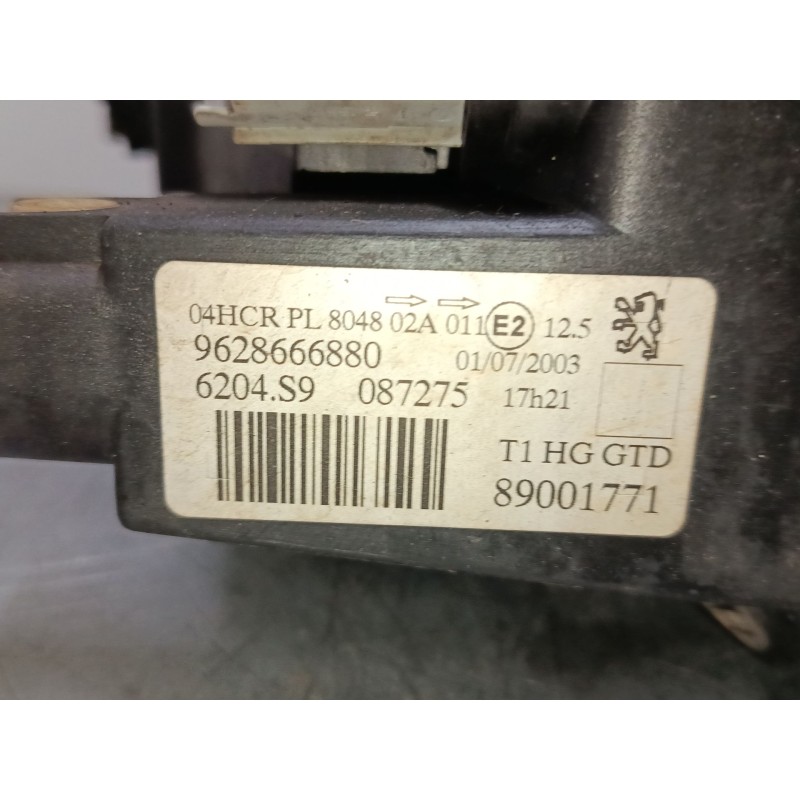 04HCR PL 8048 02A 011 E2 12.5
9628666880 01/07/2003
6204.S9 087275 17h21
T1 HG GTD
89001771